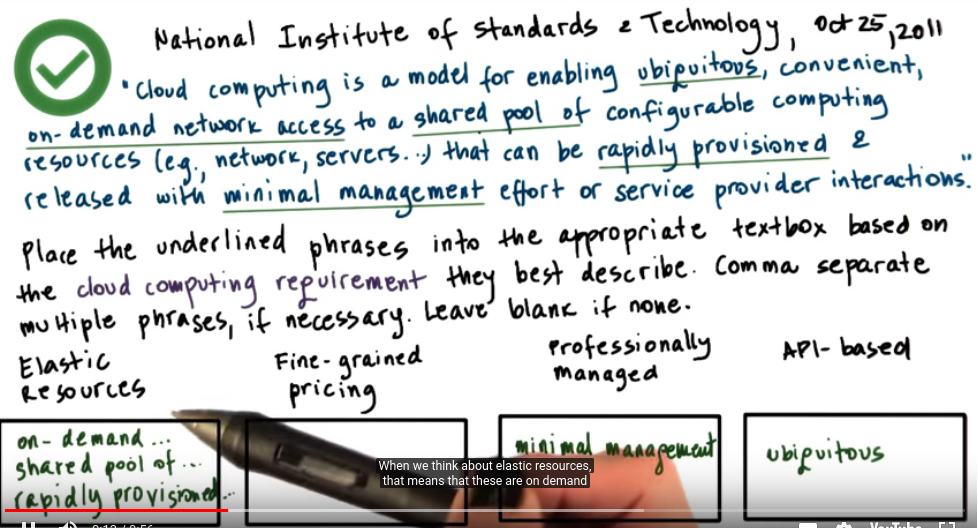 National Institute of Standards & Technology, Oct 25, 2011
"Cloud computing is a model for enabling ubiquitous, convenient,
on-demand network access to a shared pool of configurable computing
resources (e.g., network, servers...) that can be rapidly provisioned &
released with minimal management effort or service provider interactions."
Place the underlined phrases into the appropriate textbox based on
the cloud computing requirement they best describe. Comma separate
multiple phrases, if necessary. Leave blank if none.
Elastic
Resources
Fine-grained
pricing
Professionally
managed
API-based
on-demand...
shared pool of...
rapidly provisioned...
minimal management
ubiquitous
When we think about elastic resources,
that means that these are on demand
YouTube